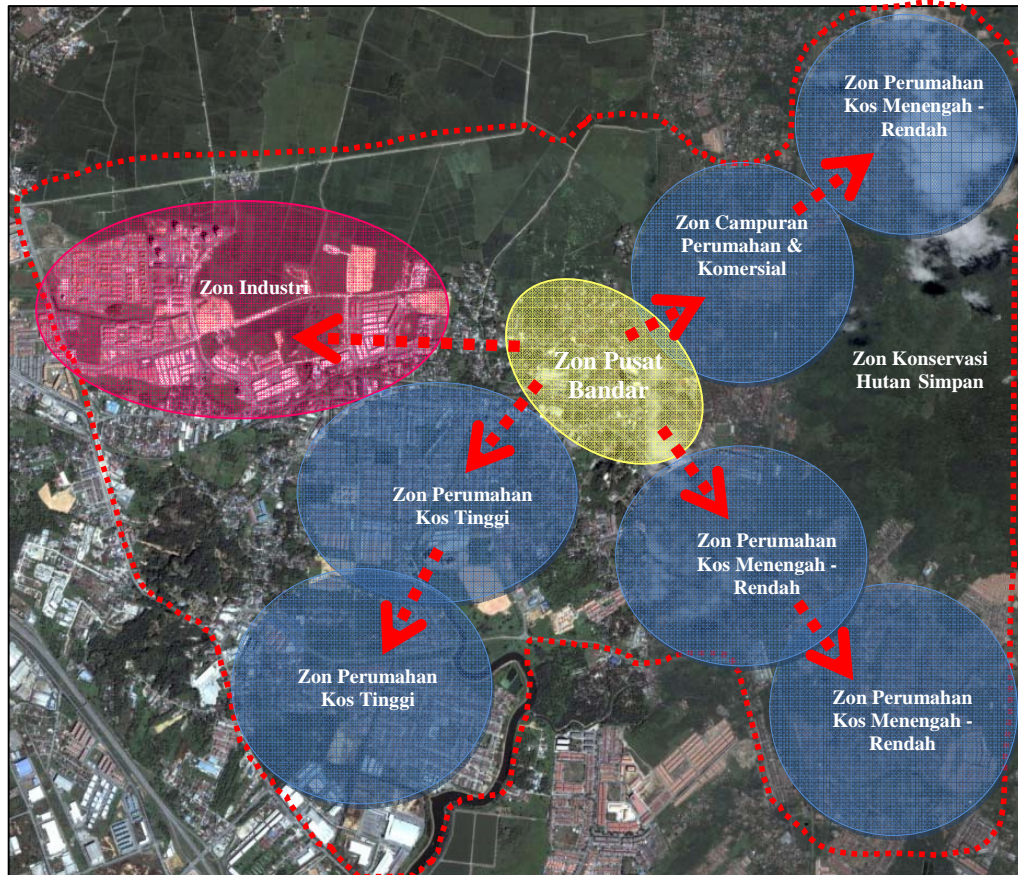 Zon Perumahan
Kos Menengah -
Rendah
Zon Campuran
Perumahan &
Komersial
Zon Industri
Zon Pusat
Bandar
Zon Konservasi
Hutan Simpan
Zon Perumahan
Kos Tinggi
Zon Perumahan
Kos Menengah -
Rendah
Zon Perumahan
Kos Tinggi
Zon Perumahan
Kos Menengah -
Rendah